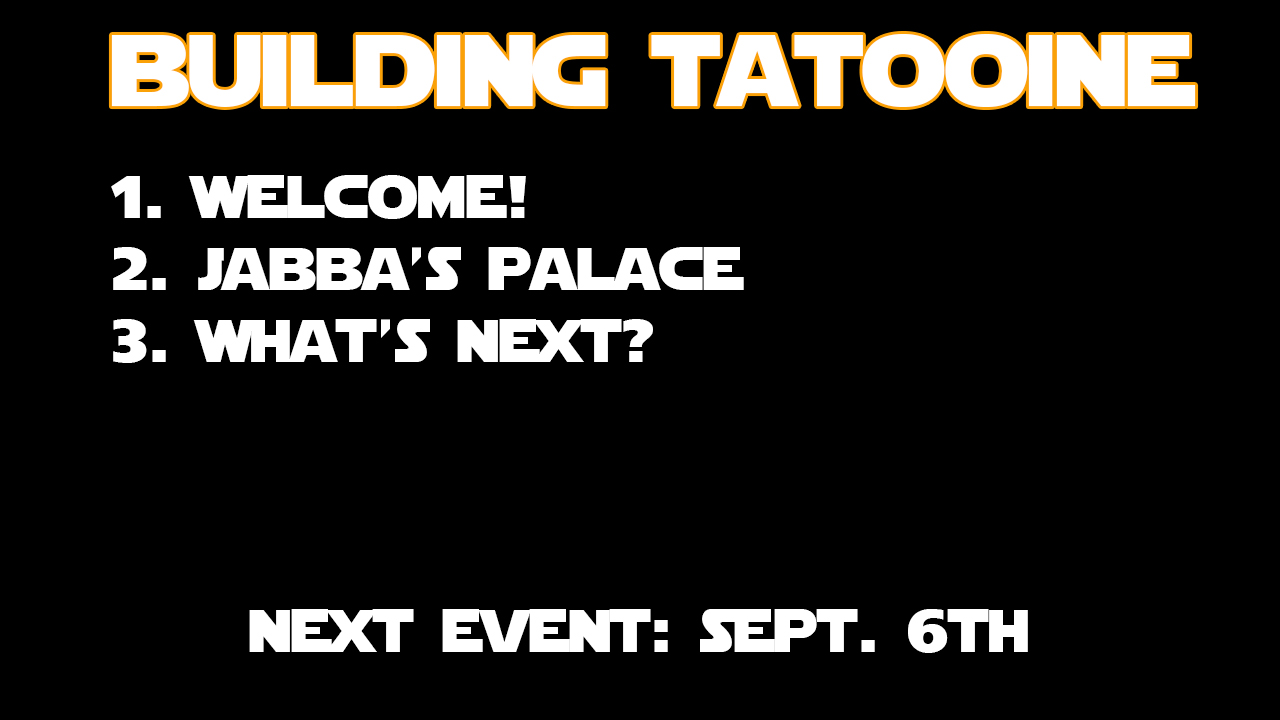 BUILDING TATOOINE
1. WELCOME!
2. JABBA'S PALACE
3. WHAT'S NEXT?
NEXT EVENT: SEPT. 6TH